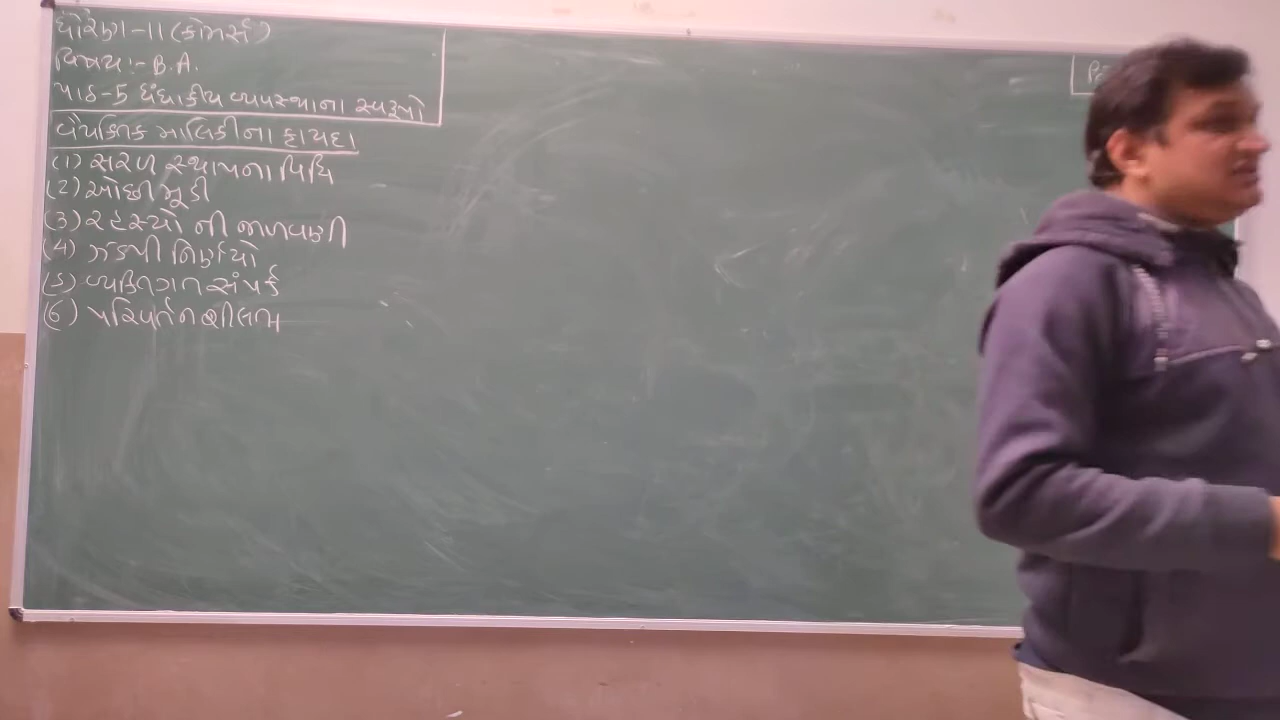 ધોરણ-11 (કોમર્સ)
વિષય :- B.A.
પાઠ-5 ધંધાકીય વ્યવસ્થાના સ્વરૂપો
વૈયક્તિક માલિકીના ફાયદા
(1) સરળ સ્થાપના વિધિ
(2) ઓછી મૂડી
(3) રહસ્યો ની જાળવણી
(4) ઝડપી નિર્ણયો
(5) વ્યક્તિગત સંપર્ક
(6) પરિવર્તનશીલતા